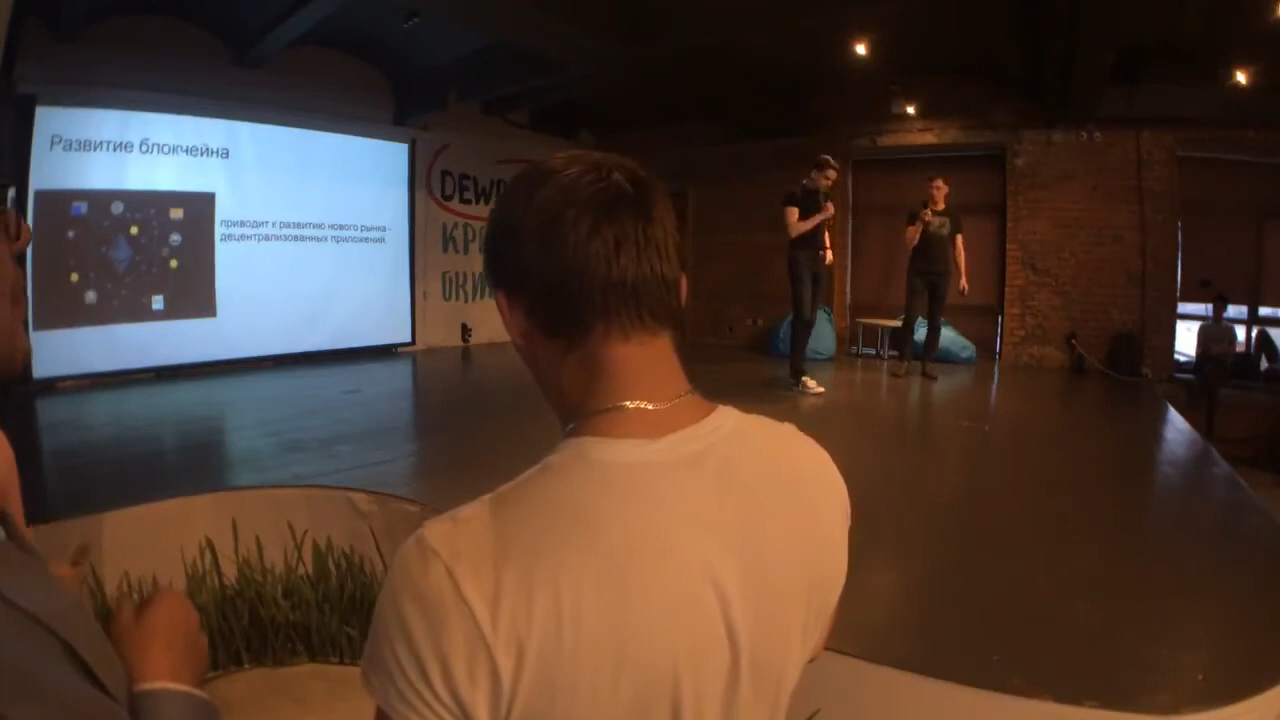 Развитие блокчейна
приводит к развитию нового рынка -
децентрализованных приложений.